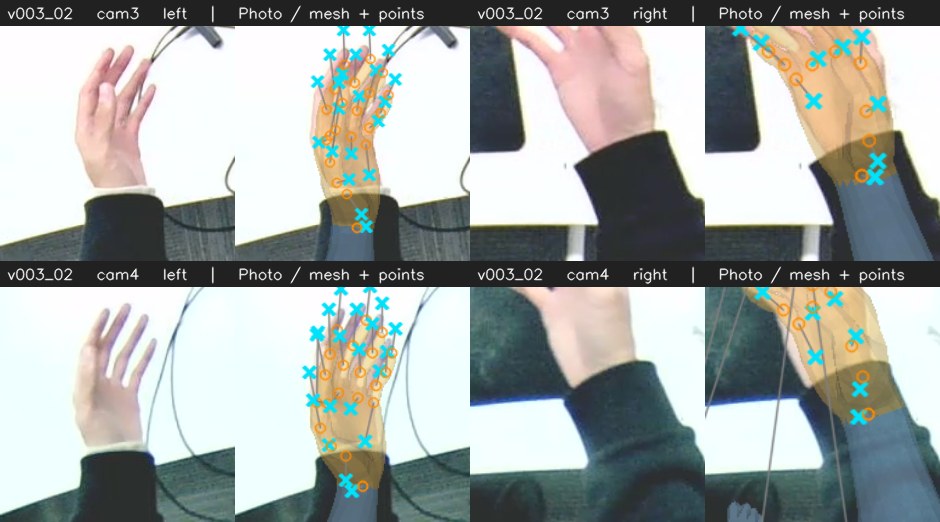 v003_02 cam3 left | Photo / mesh + points
v003_02 cam3 right | Photo / mesh + points
v003_02 cam4 left | Photo / mesh + points
v003_02 cam4 right | Photo / mesh + points